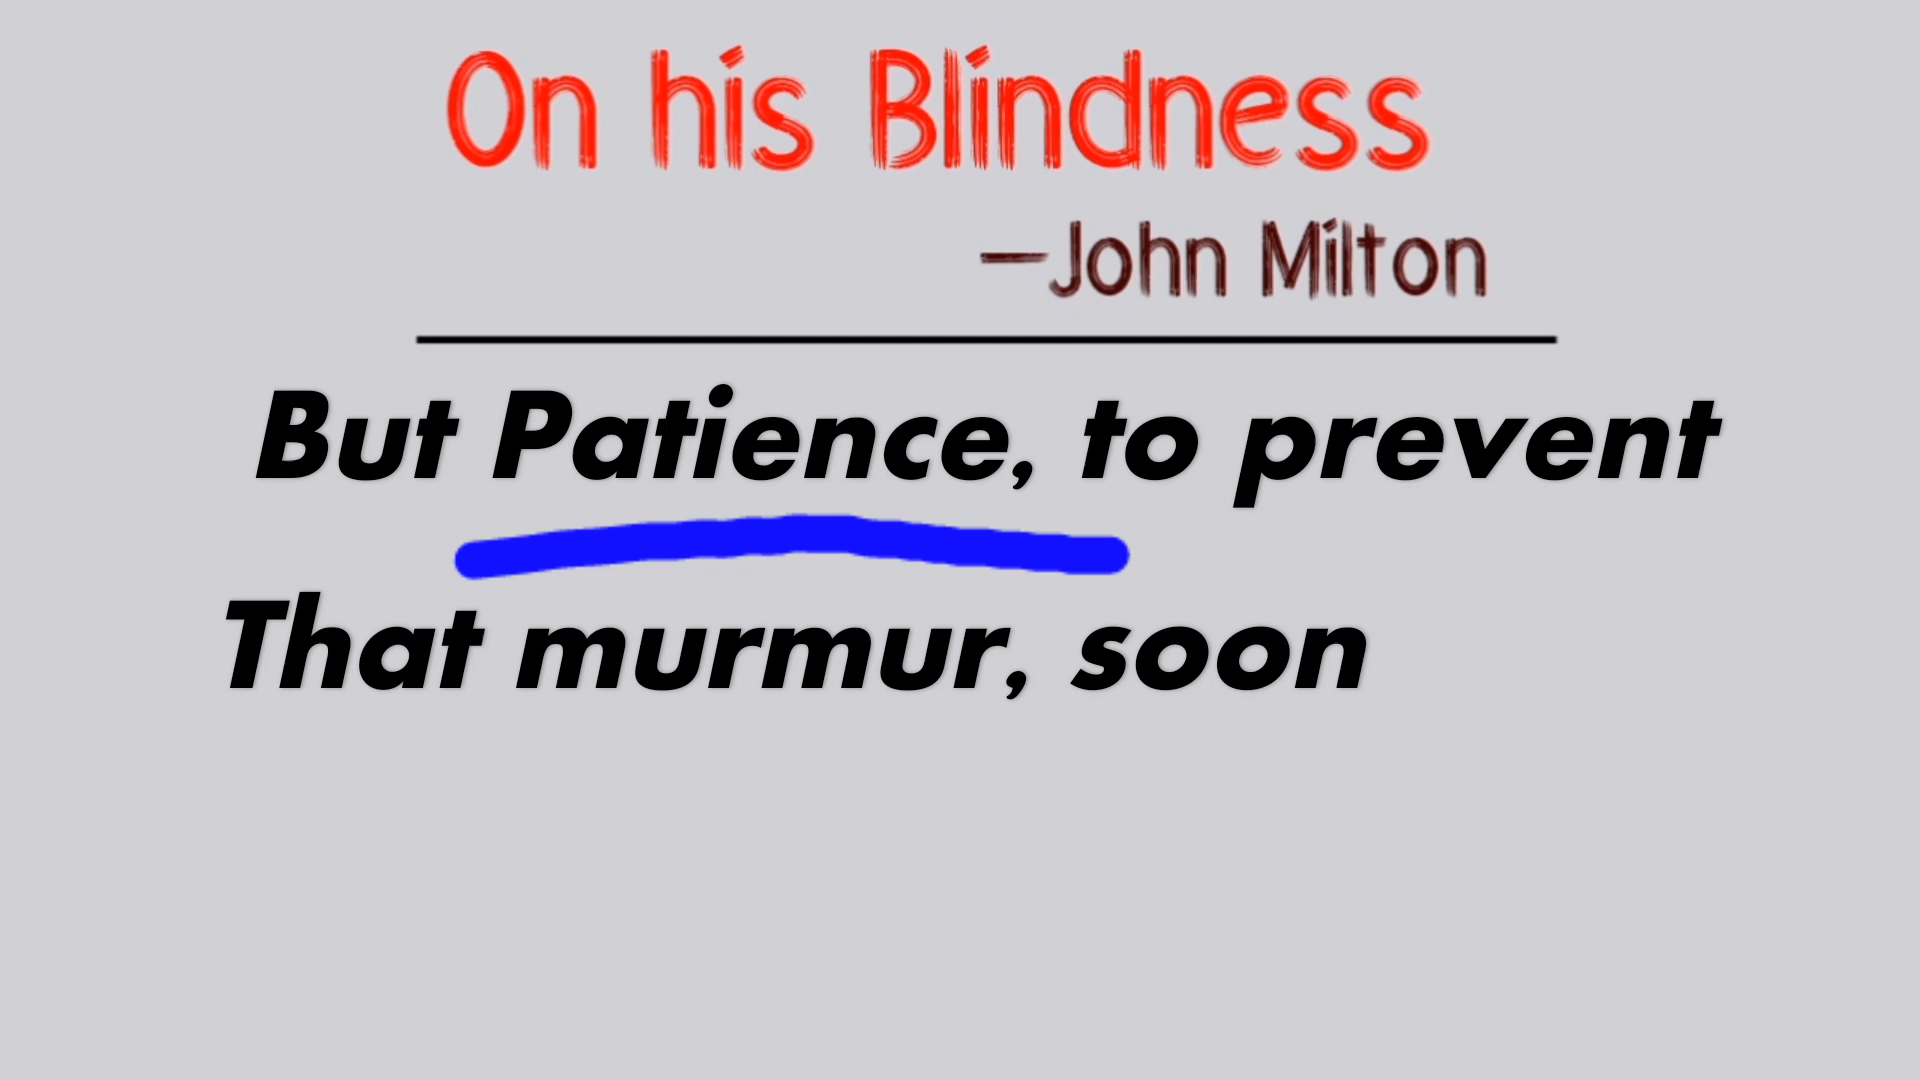 On his Blindness
—John Milton
But Patience, to prevent
That murmur, soon